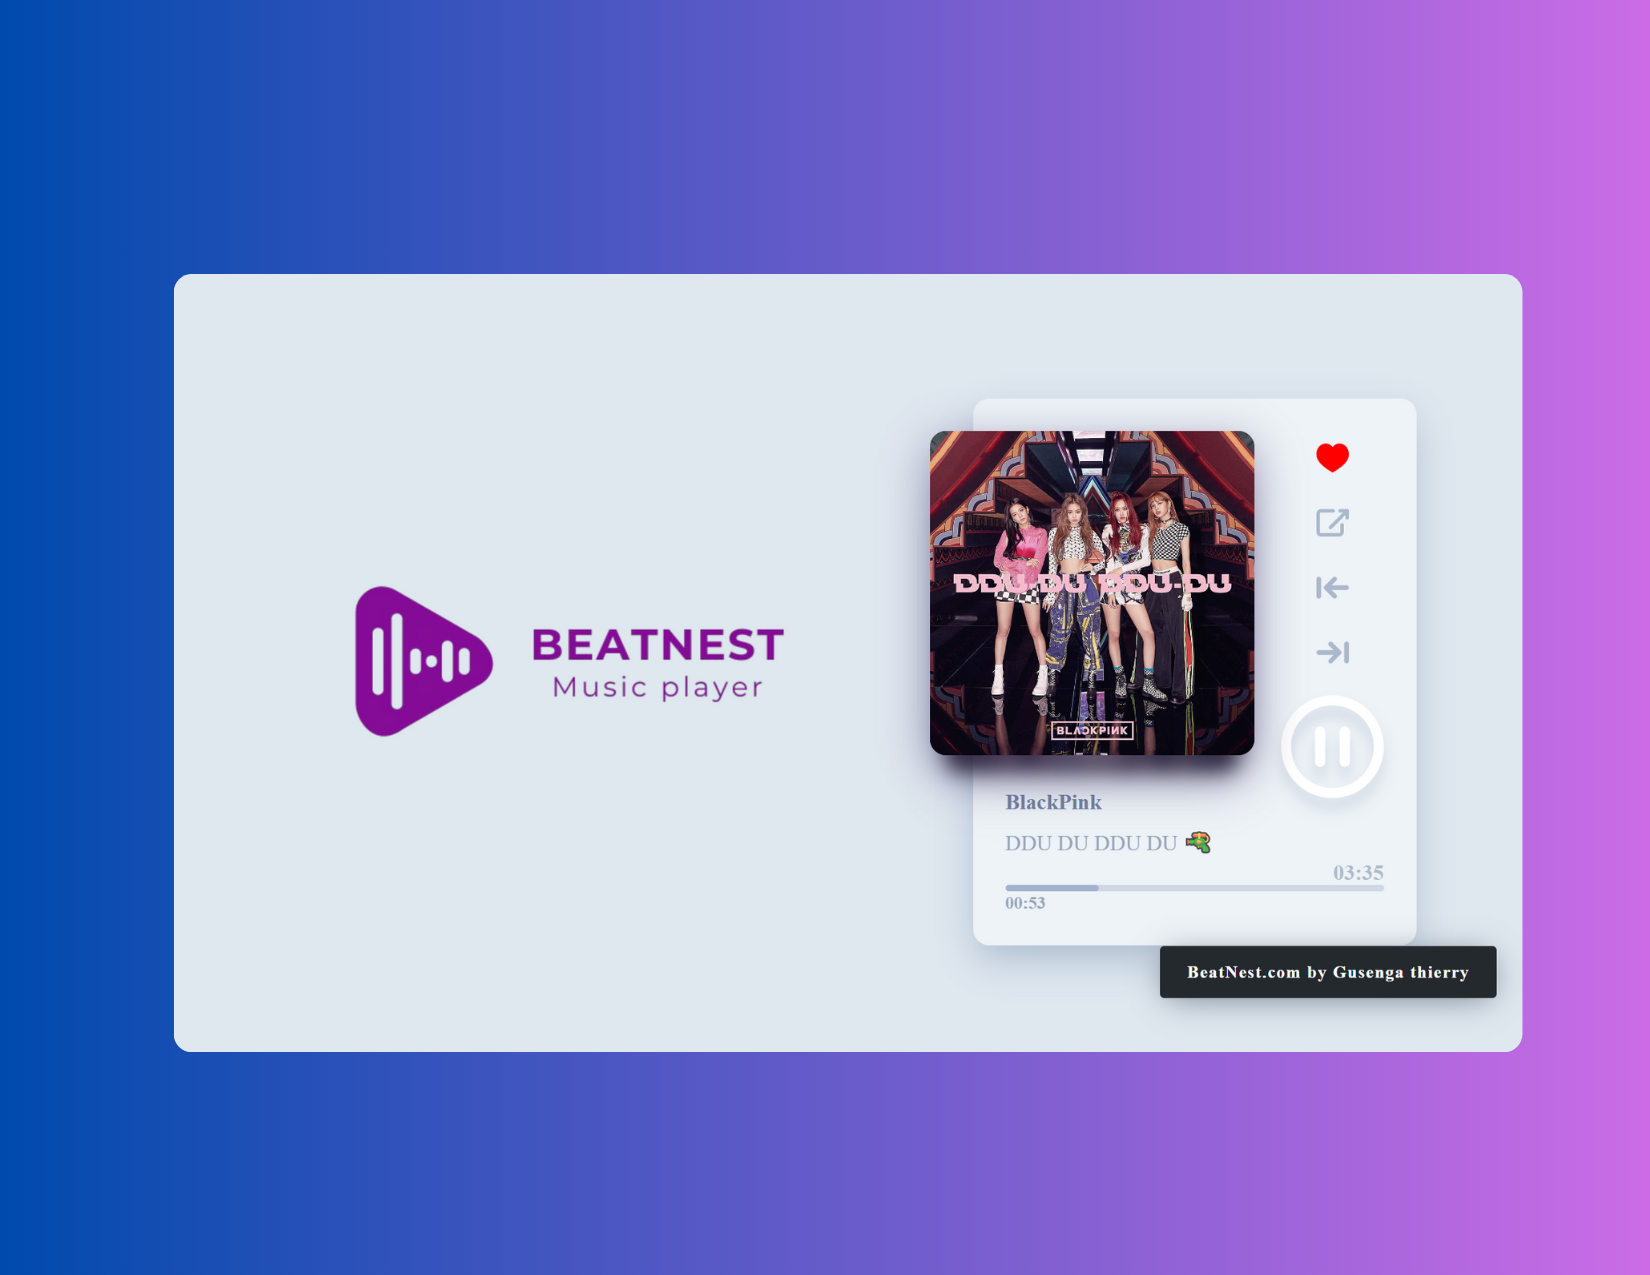 BEATNEST
Music player
DDU-DU DDU-DU
BLACKPINK
BlackPink
DDU DU DDU DU
03:35
00:53
BeatNest.com by Gusenga thierry